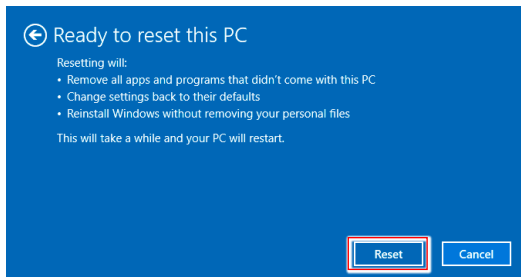 Ready to reset this PC
Resetting will:
• Remove all apps and programs that didn't come with this PC
• Change settings back to their defaults
• Reinstall Windows without removing your personal files
This will take a while and your PC will restart.
Reset Cancel